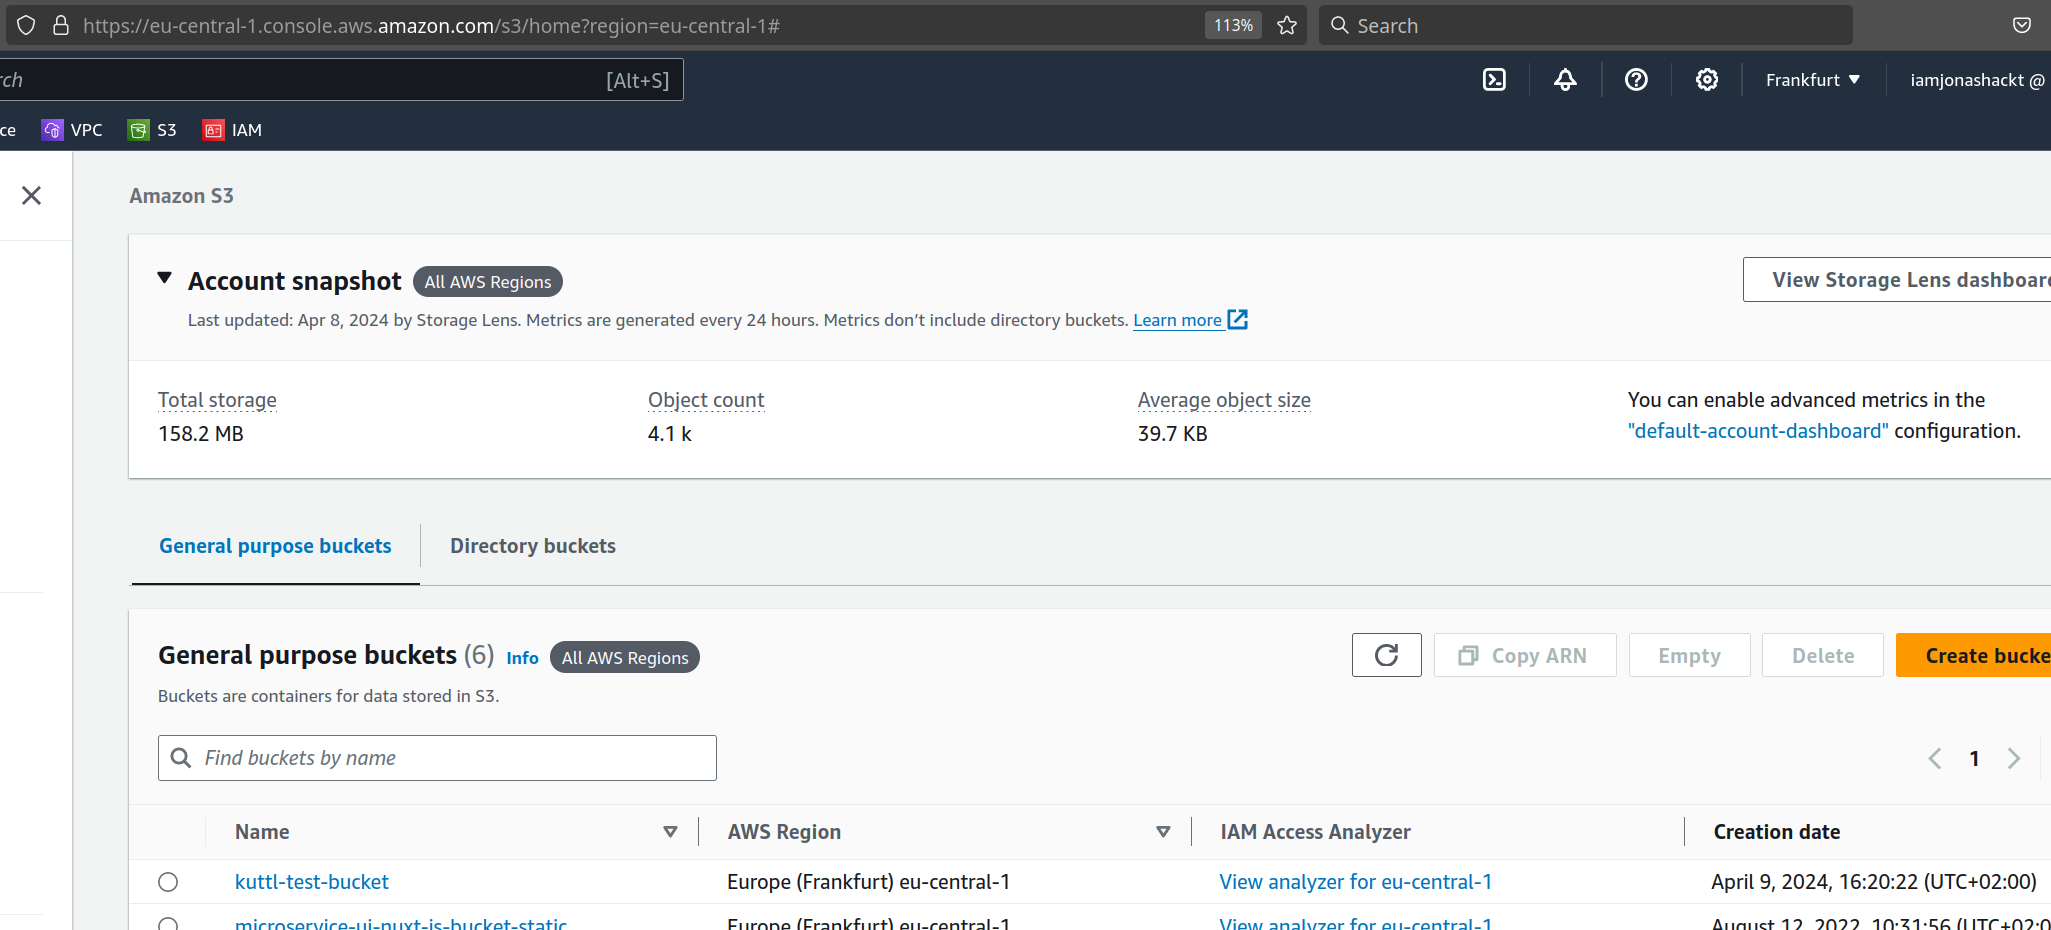 https://eu-central-1.console.aws.amazon.com/s3/home?region=eu-central-1#
113%
Search
[Alt+S]
Frankfurt
iamjonashackt @
VPC
S3
IAM
Amazon S3
Account snapshot
All AWS Regions
View Storage Lens dashboard
Last updated: Apr 8, 2024 by Storage Lens. Metrics are generated every 24 hours. Metrics don't include directory buckets. Learn more
Total storage
158.2 MB
Object count
4.1 k
Average object size
39.7 KB
You can enable advanced metrics in the
"default-account-dashboard" configuration.
General purpose buckets
Directory buckets
General purpose buckets (6) Info
All AWS Regions
Copy ARN
Empty
Delete
Create bucke
Buckets are containers for data stored in S3.
Find buckets by name
1
Name
AWS Region
IAM Access Analyzer
Creation date
kuttl-test-bucket
Europe (Frankfurt) eu-central-1
View analyzer for eu-central-1
April 9, 2024, 16:20:22 (UTC+02:00)
microservice-ui-nuxt-js-bucket-static
Europe (Frankfurt) eu-central-1
View analyzer for eu-central-1
August 12, 2022, 10:31:56 (UTC+02:0